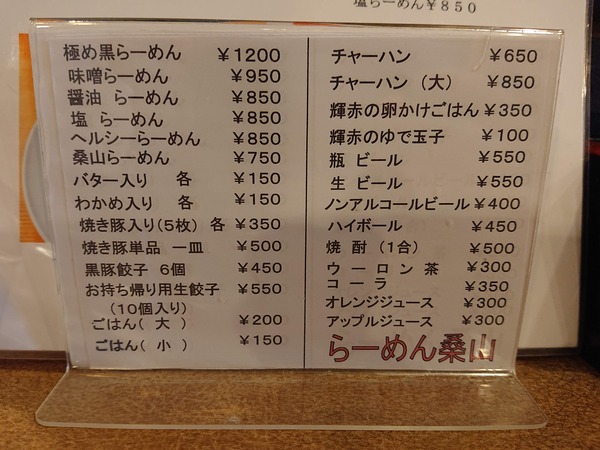 塩らーめん¥850
極め黒らーめん ¥1200
味噌らーめん ¥950
醤油 らーめん ¥850
塩 らーめん ¥850
ヘルシーらーめん ¥850
桑山らーめん ¥750
バター入り 各 ¥150
わかめ入り 各 ¥150
焼き豚入り(5枚) 各 ¥350
焼き豚単品 一皿 ¥500
黒豚餃子 6個 ¥450
お持ち帰り用生餃子 ¥550
(10個入り)
ごはん( 大 ) ¥200
ごはん( 小 ) ¥150
チャーハン ¥650
チャーハン (大) ¥850
輝赤の卵かけごはん ¥350
輝赤のゆで玉子 ¥100
瓶 ビール ¥550
生 ビール ¥550
ノンアルコールビール ¥400
ハイボール ¥450
焼 酎 (1合) ¥500
ウーロン茶 ¥300
コーラ ¥350
オレンジジュース ¥300
アップルジュース ¥300
らーめん桑山